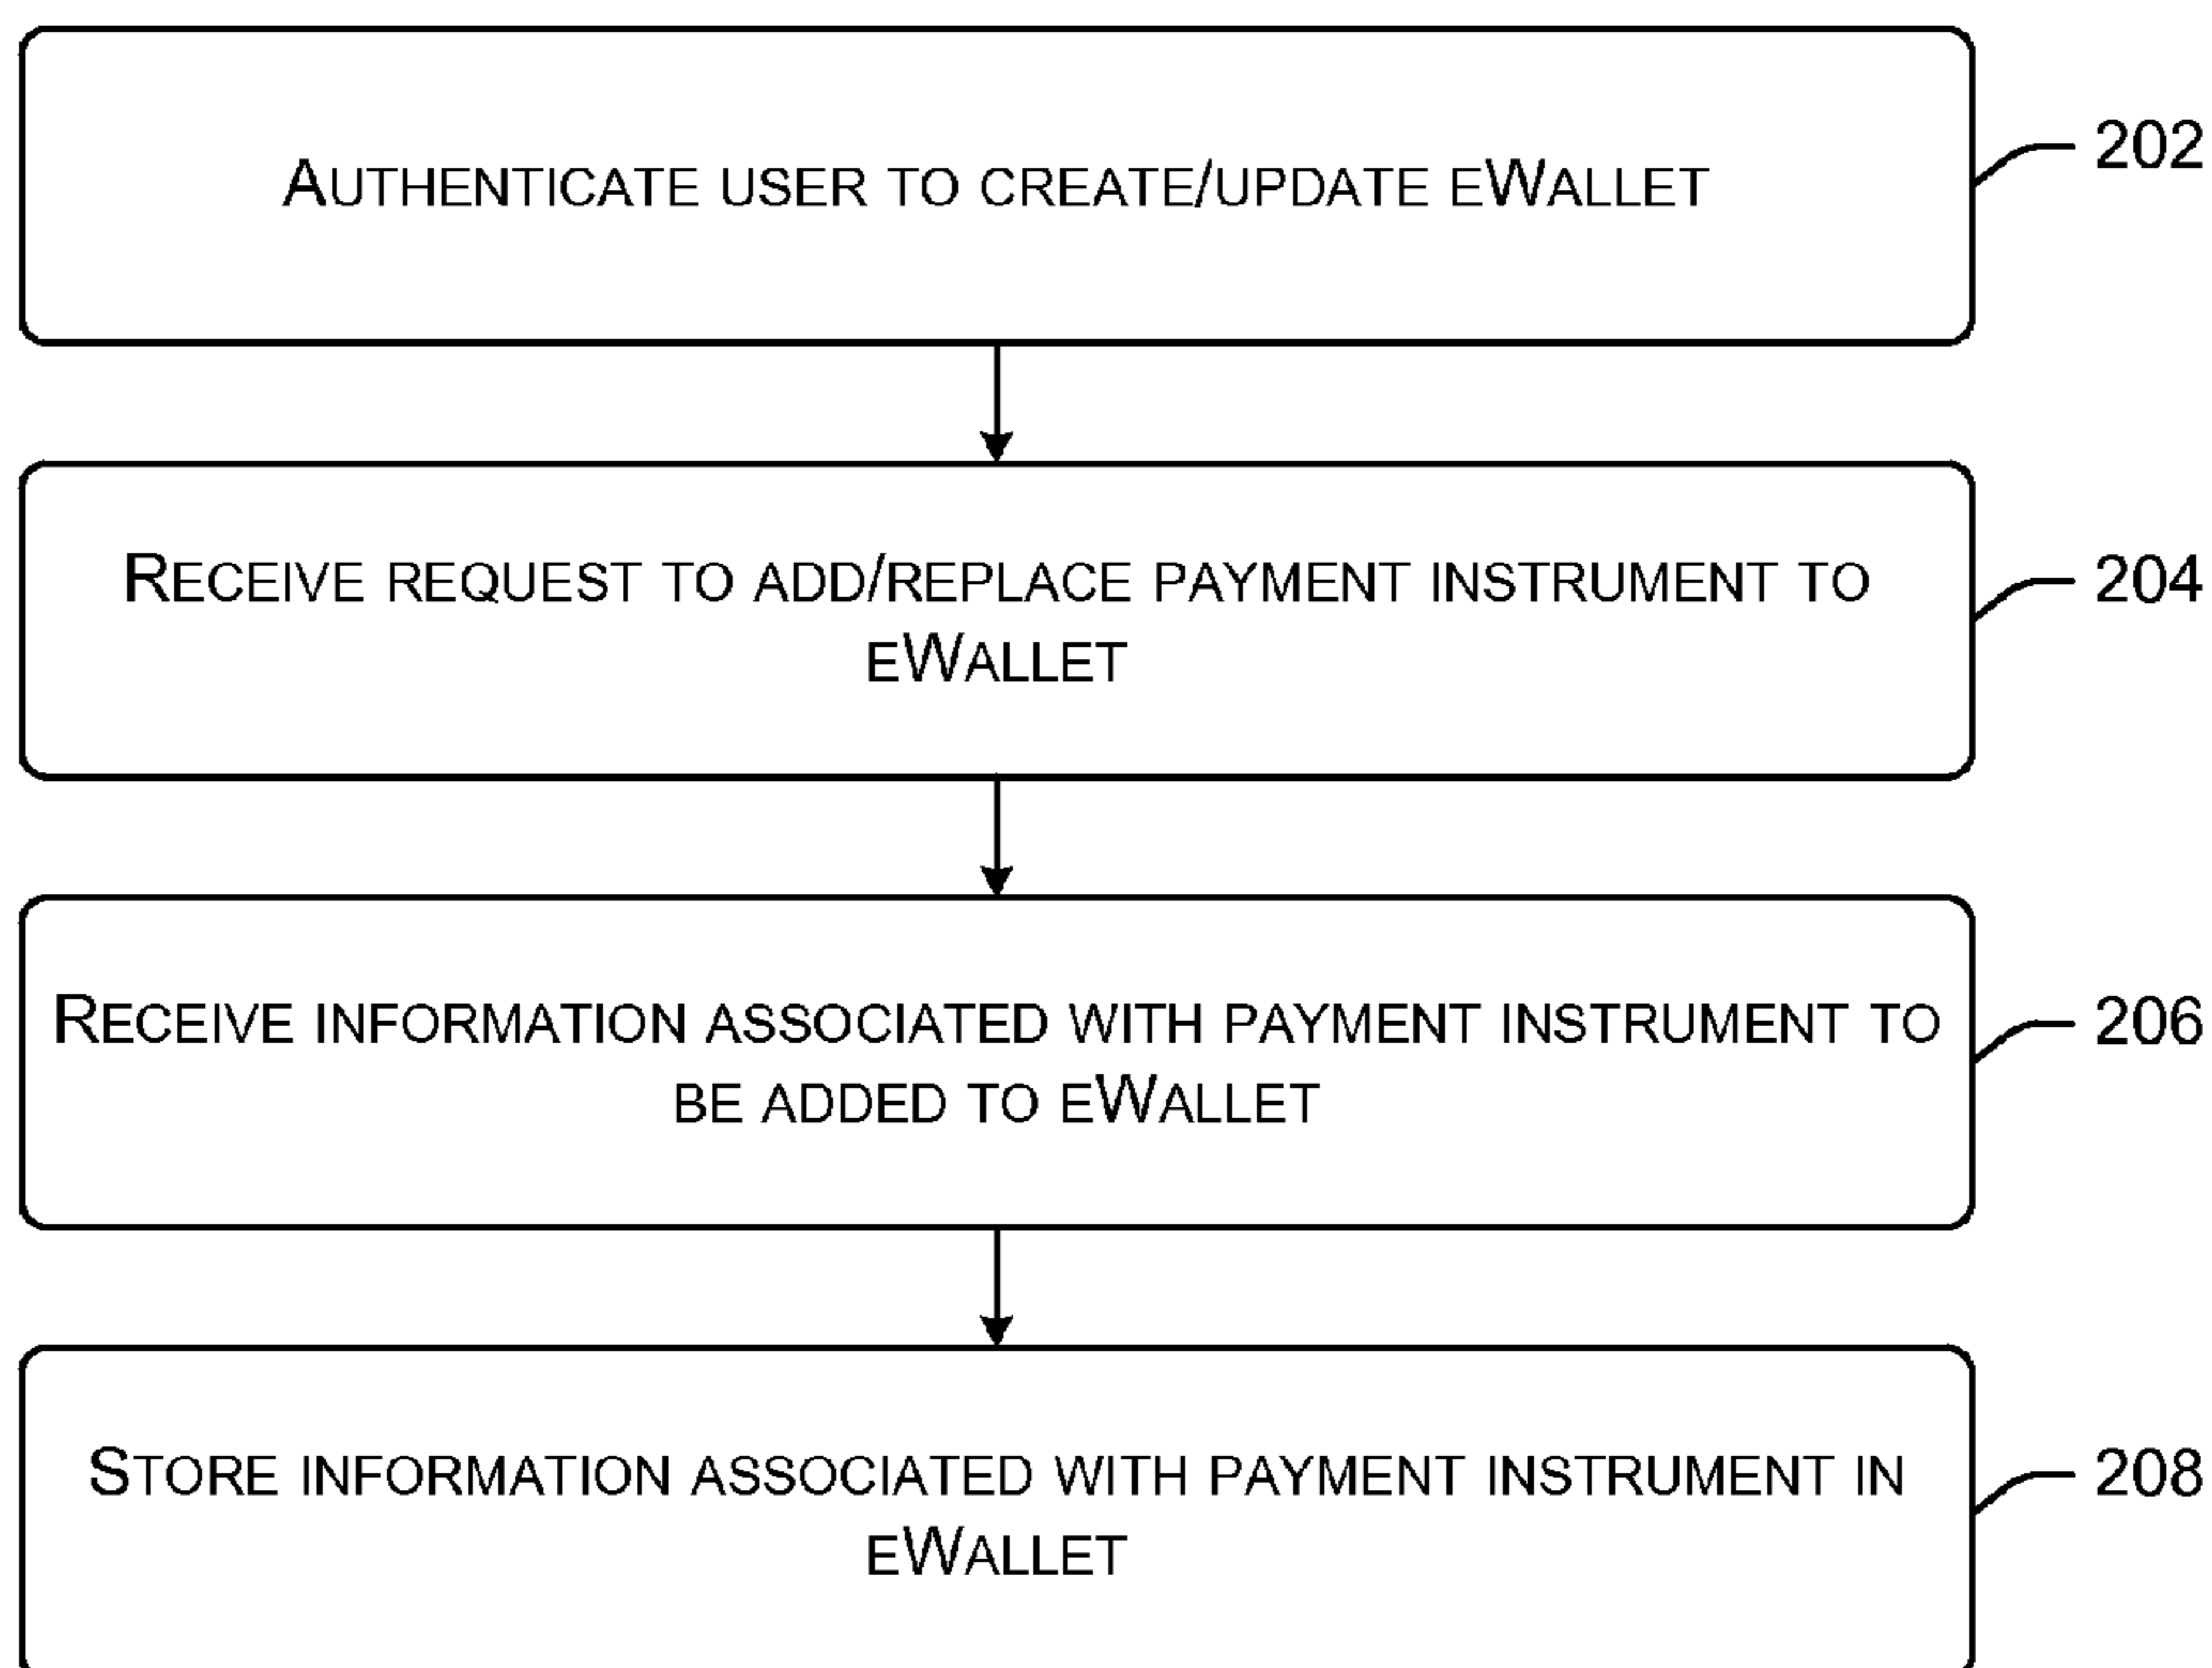 AUTHENTICATE USER TO CREATE/UPDATE EWALLET
202
RECEIVE REQUEST TO ADD/REPLACE PAYMENT INSTRUMENT TO
EWALLET
204
RECEIVE INFORMATION ASSOCIATED WITH PAYMENT INSTRUMENT TO
BE ADDED TO EWALLET
206
STORE INFORMATION ASSOCIATED WITH PAYMENT INSTRUMENT IN
EWALLET
208